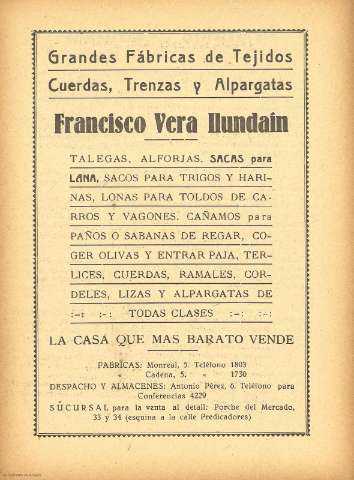 Grandes Fábricas de Tejidos
Cuerdas, Trenzas y Alpargatas
Francisco Vera Ilundain
TALEGAS, ALFORJAS, SACAS para
LANA, SACOS PARA TRIGOS Y HARI-
NAS, LONAS PARA TOLDOS DE CA-
RROS Y VAGONES, CAÑAMOS para
PAÑOS O SABANAS DE REGAR, CO-
GER OLIVAS Y ENTRAR PAJA, TER-
LICES, CUERDAS, RAMALES, COR-
DELES, LIZAS Y ALPARGATAS DE
:-: :-: TODAS CLASES :-: :-:
LA CASA QUE MAS BARATO VENDE
FABRICAS: Monreal, 5. Teléfono 1803
Cadena, 5. » 1730
DESPACHO Y ALMACENES: Antonio Pérez, 6. Teléfono para
Conferencias 4229
SUCURSAL para la venta al detall: Porche del Mercado,
33 y 34 (esquina a la calle Predicadores)